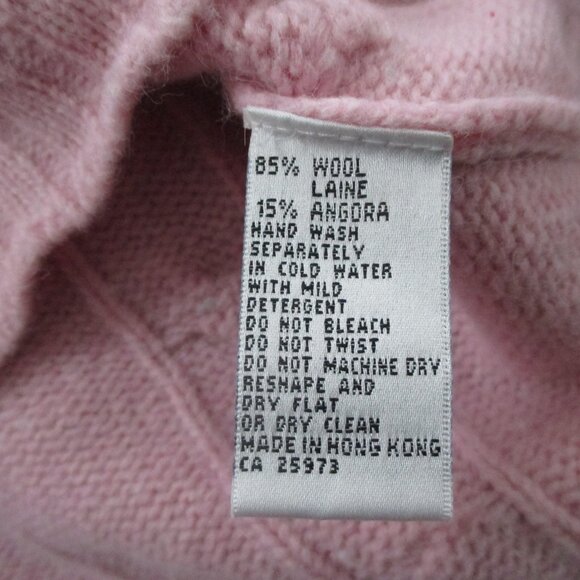 85% WOOL
LAINE
15% ANGORA
HAND WASH
SEPARATELY
IN COLD WATER
WITH MILD
DETERGENT
DO NOT BLEACH
DO NOT TWIST
DO NOT MACHINE DRY
RESHAPE AND
DRY FLAT
OR DRY CLEAN
MADE IN HONG KONG
CA 25973